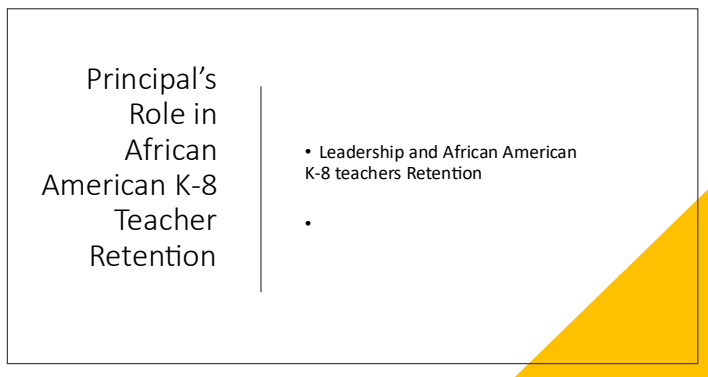 Principal’s
Role in
African
American K-8
Teacher
Retention
• Leadership and African American
K-8 teachers Retention
•